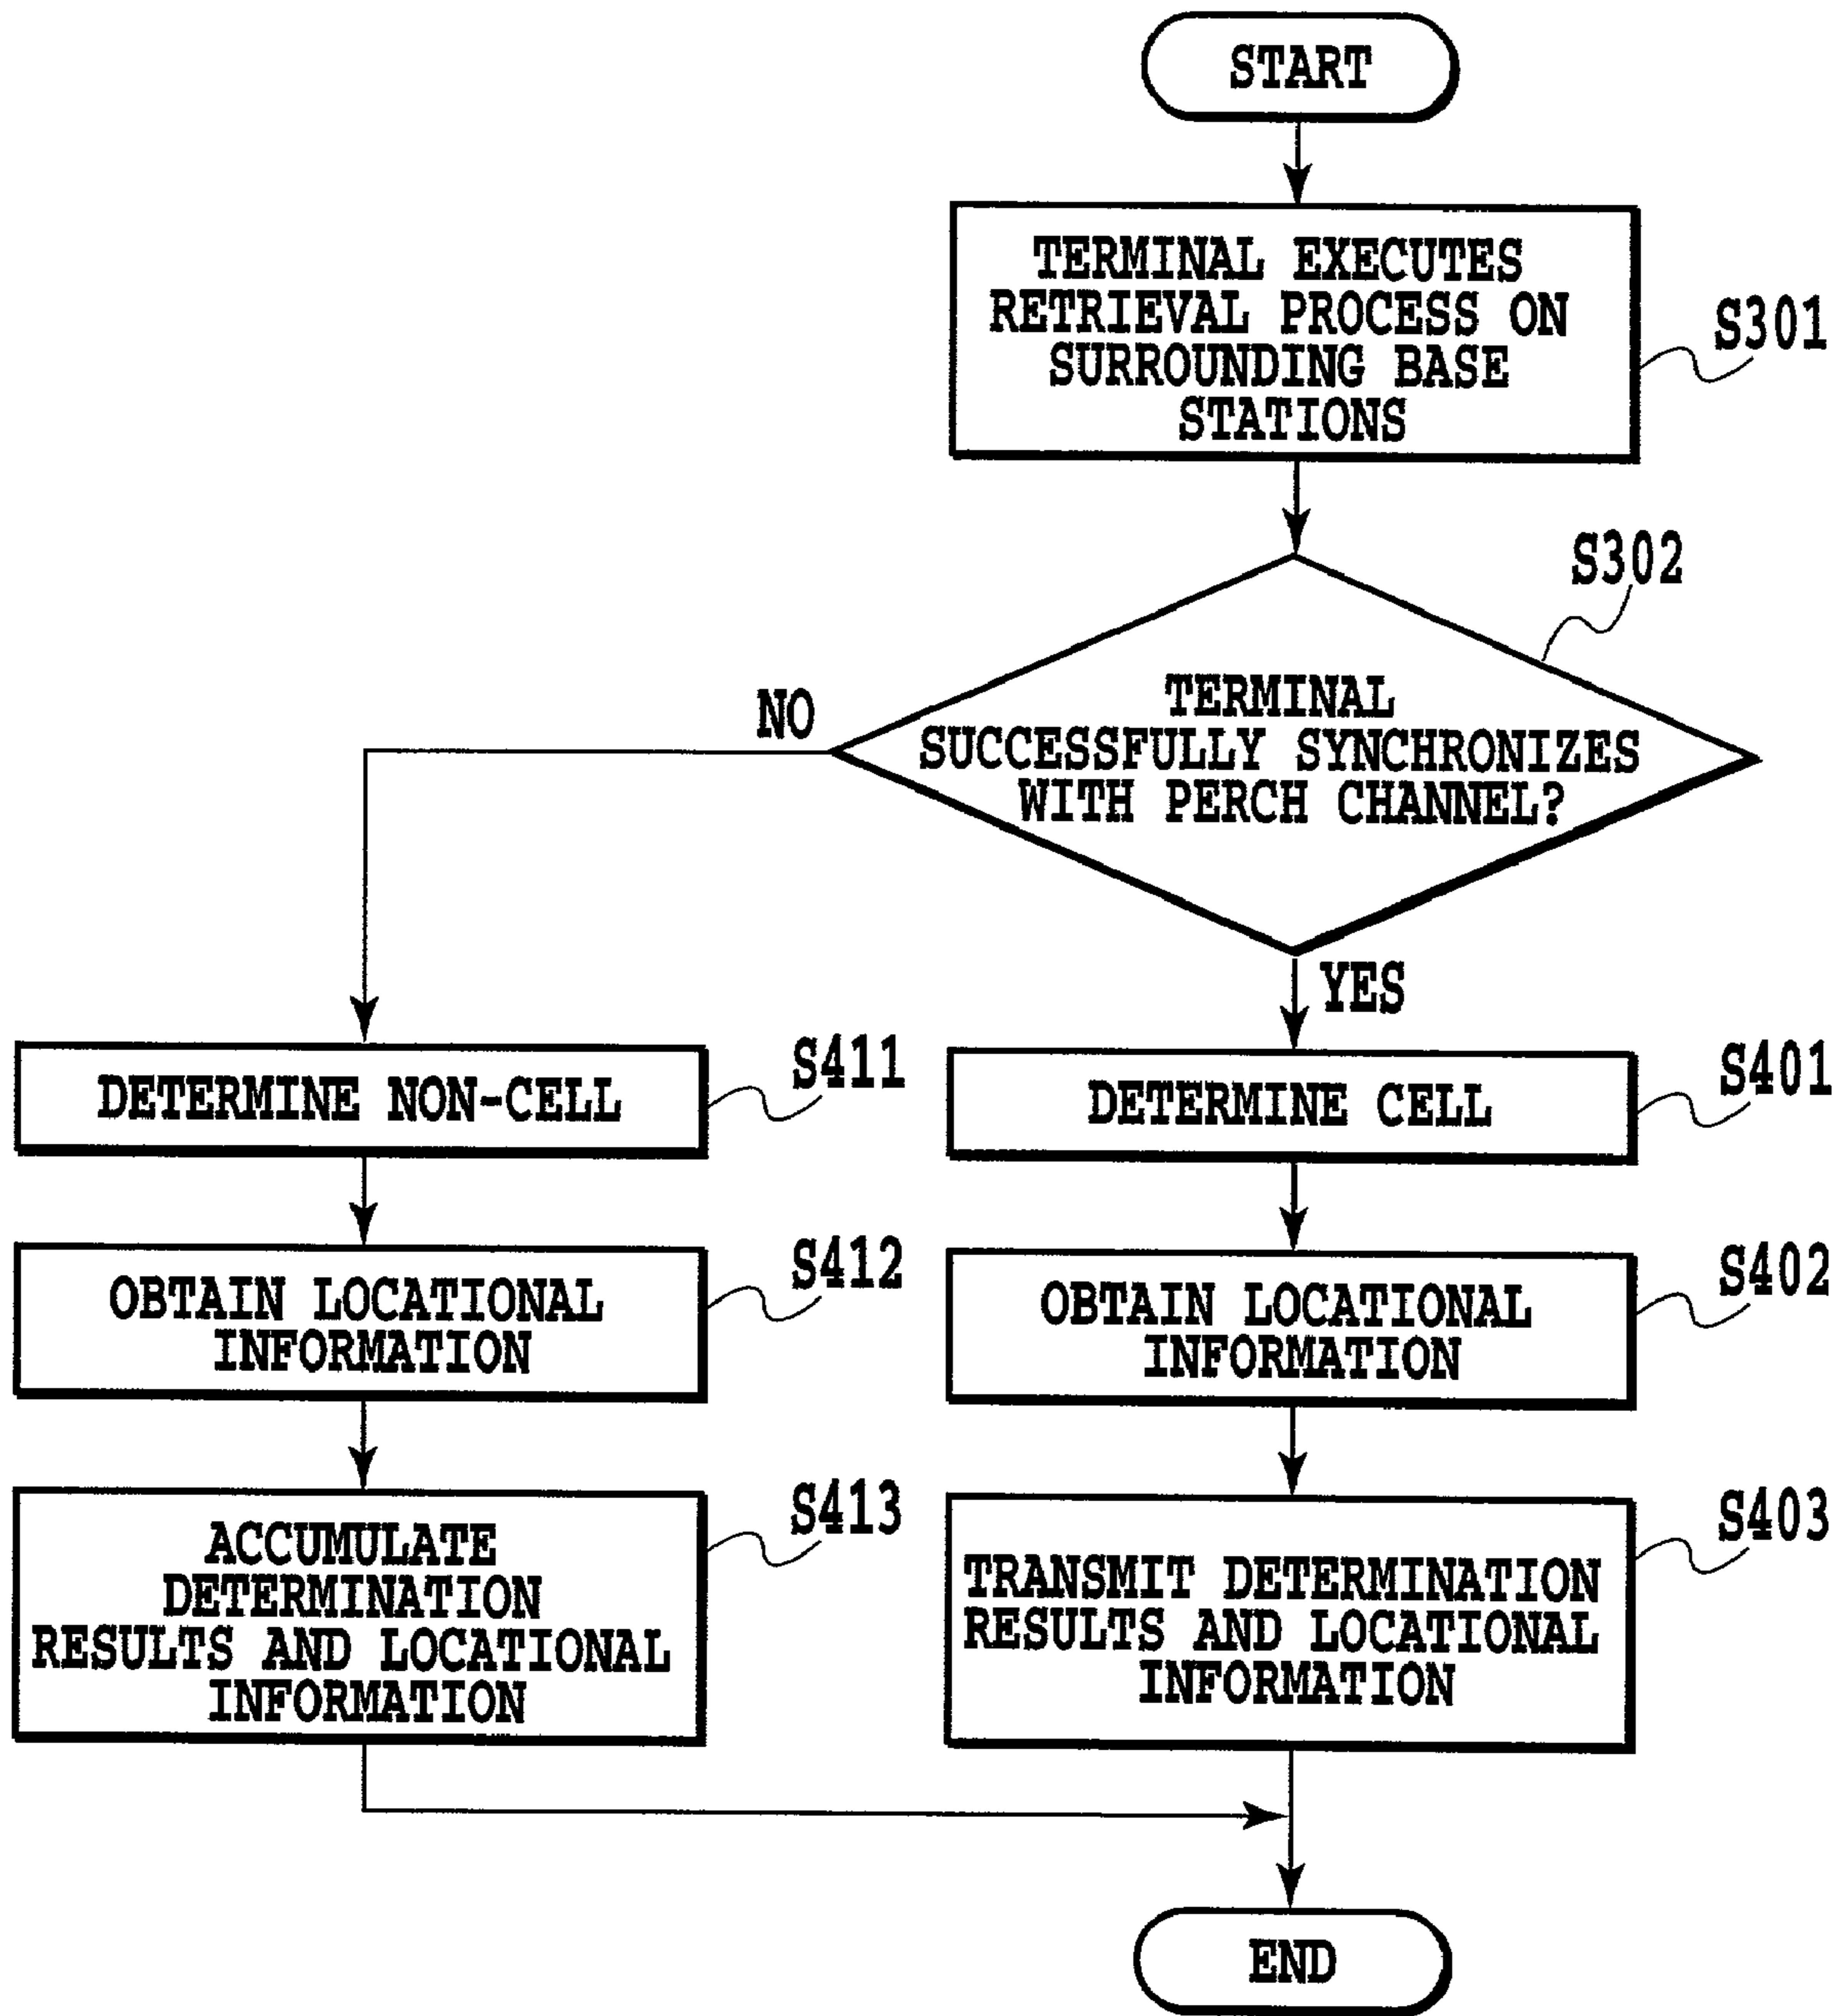 START
TERMINAL EXECUTES
RETRIEVAL PROCESS ON
SURROUNDING BASE
STATIONS
S301
S302
TERMINAL
SUCCESSFULLY SYNCHRONIZES
WITH PERCH CHANNEL?
NO
YES
DETERMINE NON-CELL
S411
DETERMINE CELL
S401
OBTAIN LOCATIONAL
INFORMATION
S412
OBTAIN LOCATIONAL
INFORMATION
S402
ACCUMULATE
DETERMINATION
RESULTS AND LOCATIONAL
INFORMATION
S413
TRANSMIT DETERMINATION
RESULTS AND LOCATIONAL
INFORMATION
S403
END